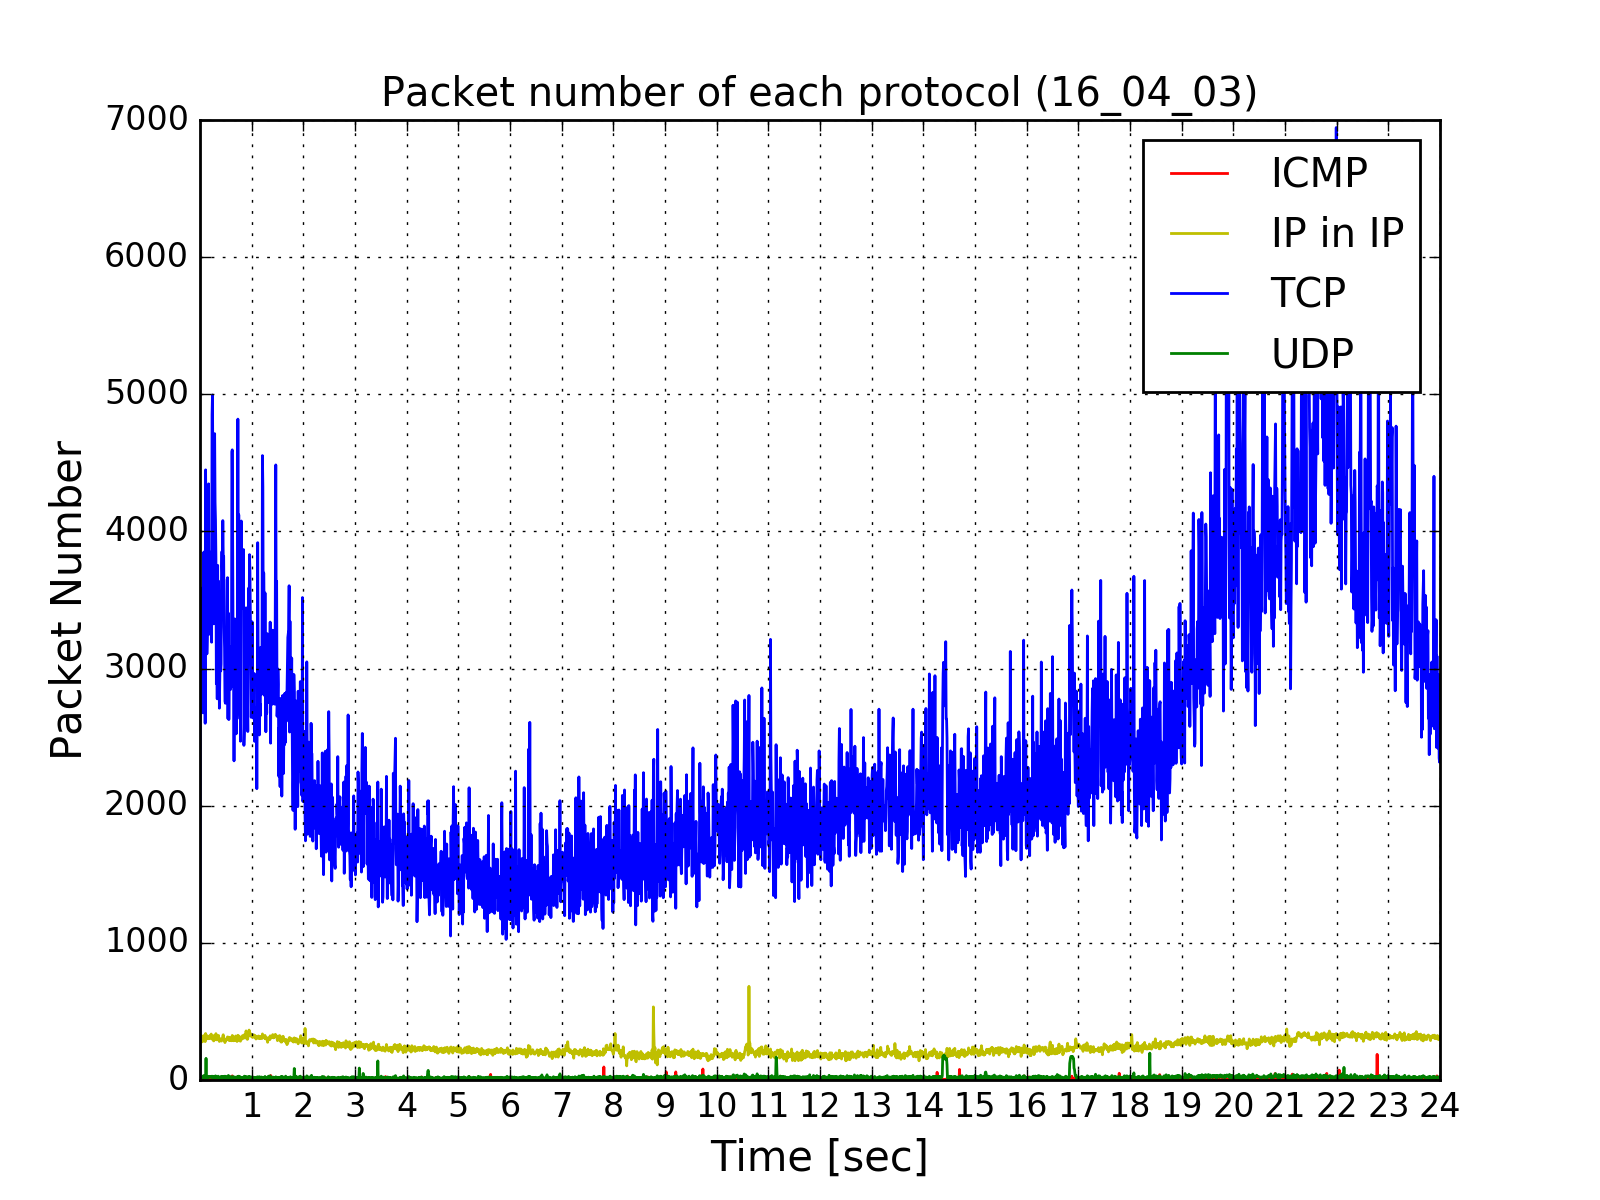 Packet number of each protocol (16_04_03)
7000
6000
5000
4000
3000
2000
1000
0
Packet Number
ICMP
IP in IP
TCP
UDP
1 2 3 4 5 6 7 8 9 10 11 12 13 14 15 16 17 18 19 20 21 22 23 24
Time [sec]